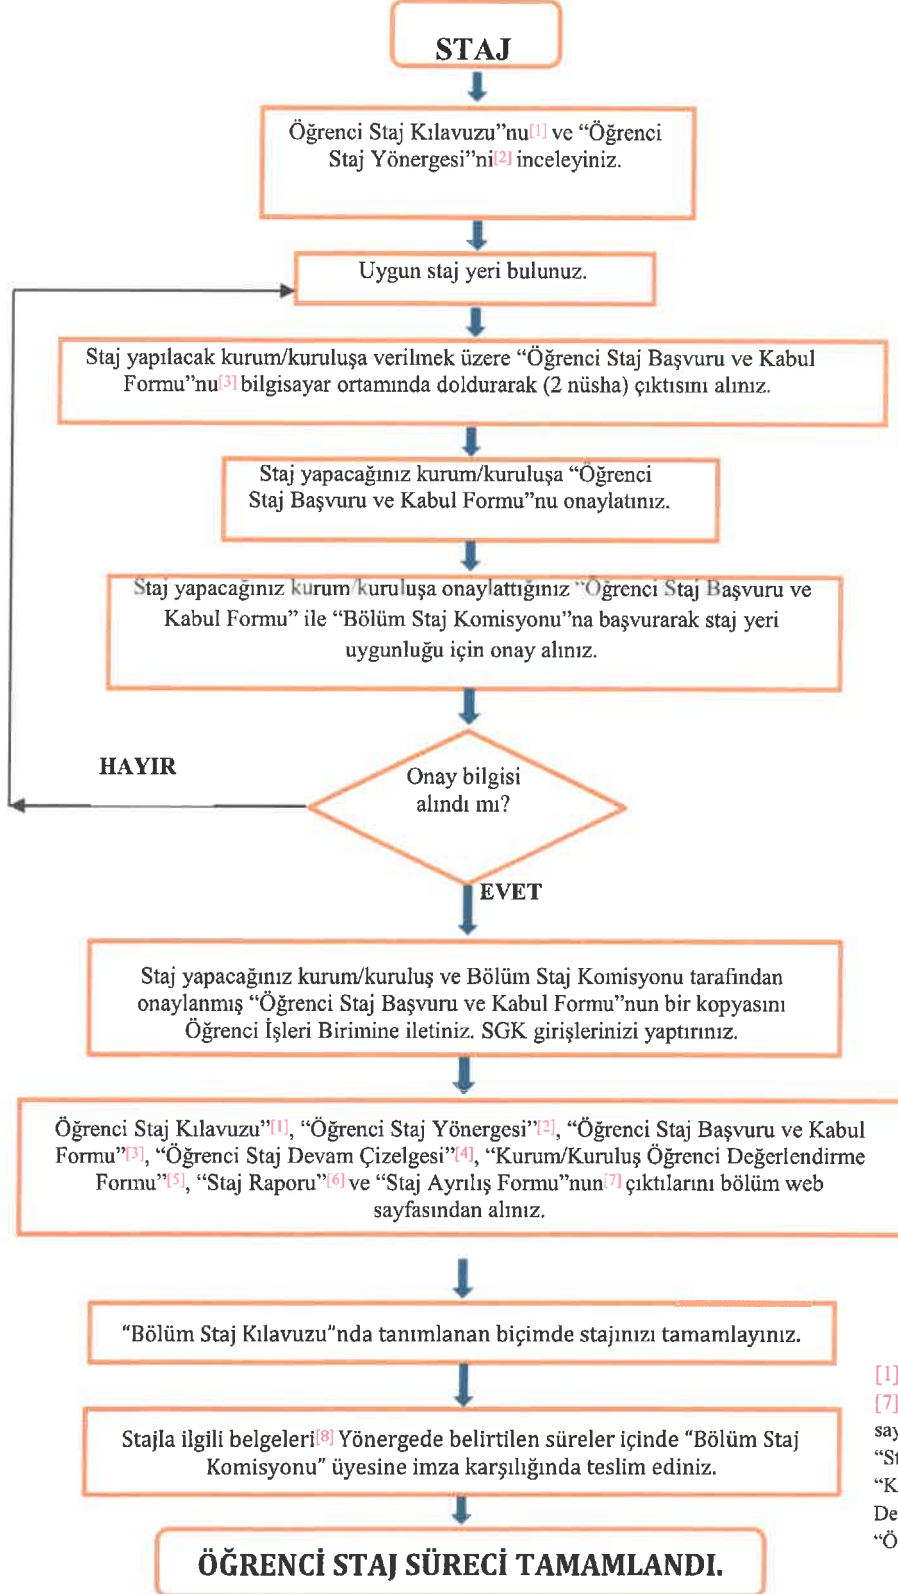 STAJ
Öğrenci Staj Kılavuzu”nu[1] ve “Öğrenci
Staj Yönergesi”ni[2] inceleyiniz.
Uygun staj yeri bulunuz.
Staj yapılacak kurum/kuruluşa verilmek üzere “Öğrenci Staj Başvuru ve Kabul
Formu”nu[3] bilgisayar ortamında doldurarak (2 nüsha) çıktısını alınız.
Staj yapacağınız kurum/kuruluşa “Öğrenci
Staj Başvuru ve Kabul Formu”nu onaylatınız.
Staj yapacağınız kurum/kuruluşa onaylattığınız “Öğrenci Staj Başvuru ve
Kabul Formu” ile “Bölüm Staj Komisyonu”na başvurarak staj yeri
uygunluğu için onay alınız.
HAYIR
Onay bilgisi
alındı mı?
EVET
Staj yapacağınız kurum/kuruluş ve Bölüm Staj Komisyonu tarafından
onaylanmış “Öğrenci Staj Başvuru ve Kabul Formu”nun bir kopyasını
Öğrenci İşleri Birimine iletiniz. SGK girişlerinizi yaptırınız.
Öğrenci Staj Kılavuzu”[1], “Öğrenci Staj Yönergesi”[2], “Öğrenci Staj Başvuru ve Kabul
Formu”[3], “Öğrenci Staj Devam Çizelgesi”[4], “Kurum/Kuruluş Öğrenci Değerlendirme
Formu”[5], “Staj Raporu”[6] ve “Staj Ayrılış Formu”nun[7] çıktılarını bölüm web
sayfasından alınız.
“Bölüm Staj Kılavuzu”nda tanımlanan biçimde stajınızı tamamlayınız.
Stajla ilgili belgeleri[8] Yönergede belirtilen süreler içinde “Bölüm Staj
Komisyonu” üyesine imza karşılığında teslim ediniz.
[1]
[7]
say
“St
“K
De
“Ö
ÖĞRENCİ STAJ SÜRECİ TAMAMLANDI.